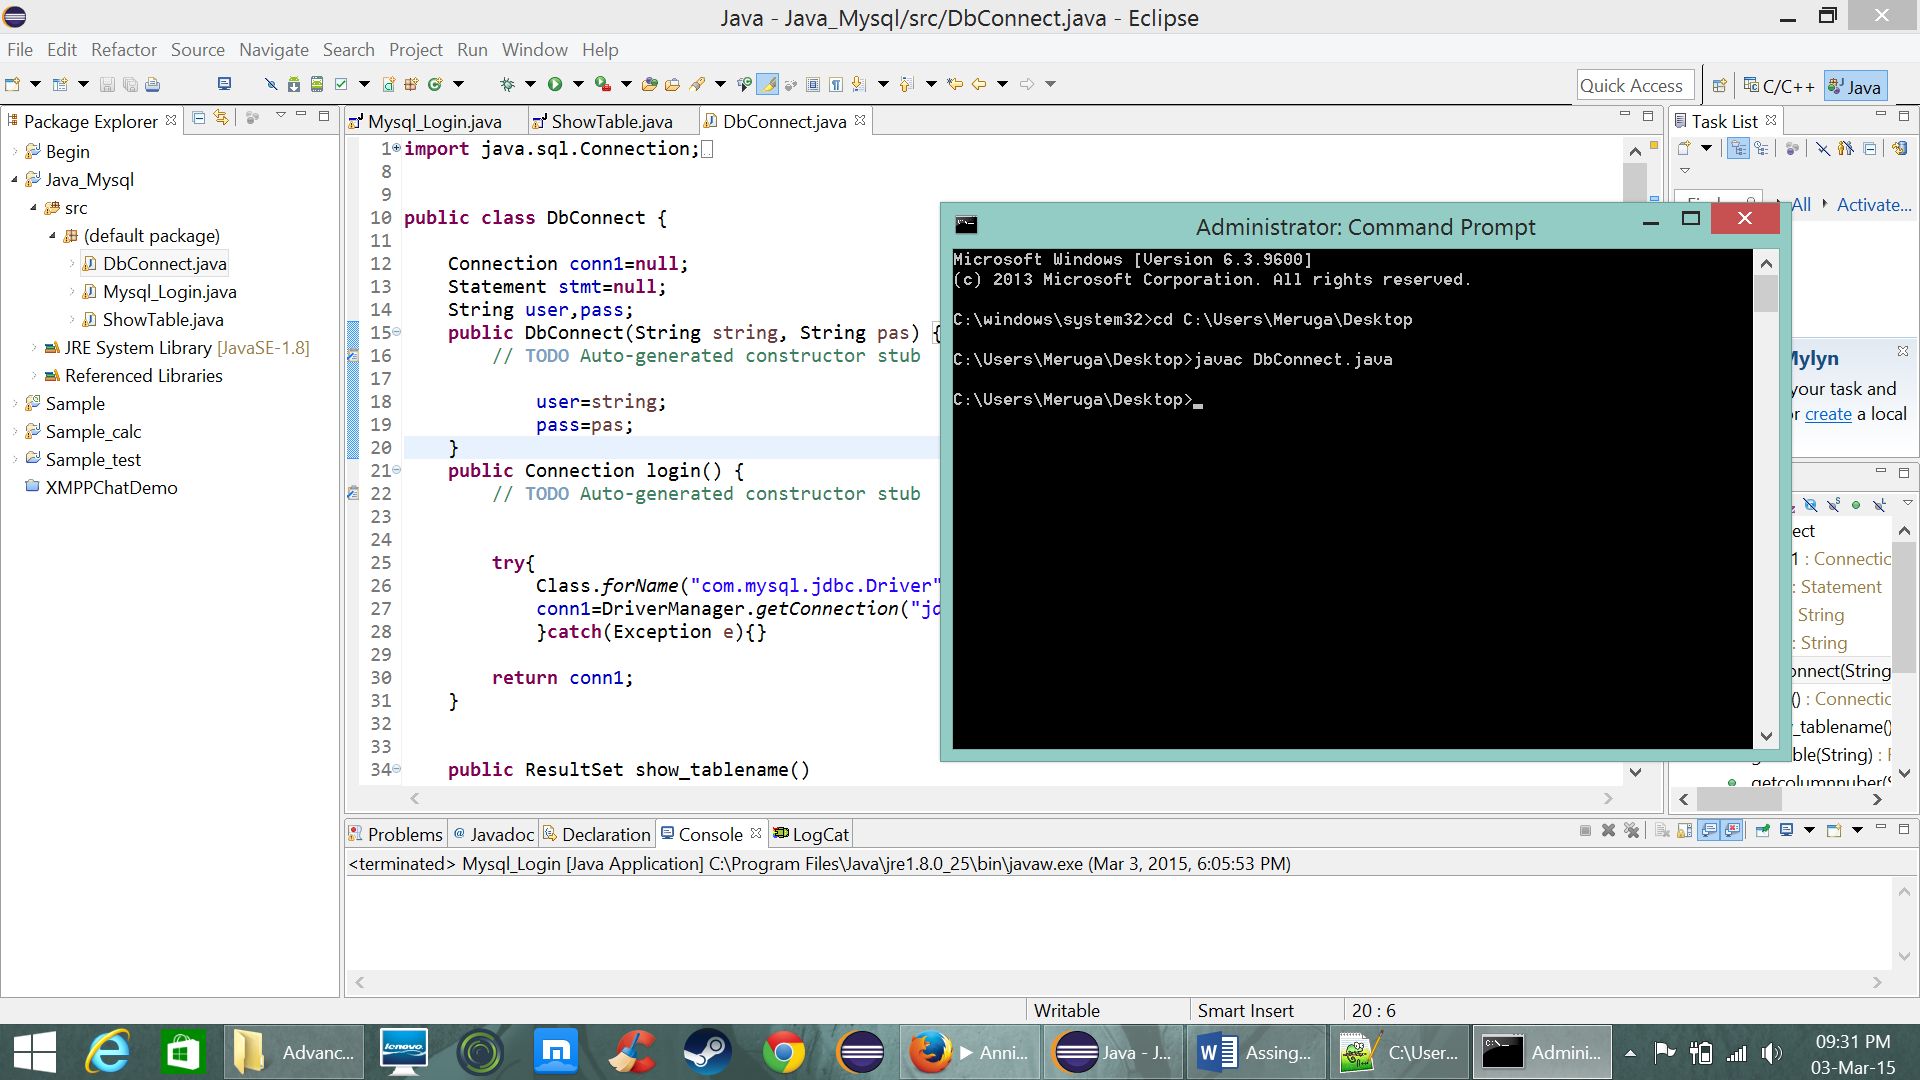 Java - Java_Mysql/src/DbConnect.java - Eclipse
File Edit Refactor Source Navigate Search Project Run Window Help
Quick Access C/C++ Java
Package Explorer
Begin
Java_Mysql
src
(default package)
DbConnect.java
Mysql_Login.java
ShowTable.java
JRE System Library [JavaSE-1.8]
Referenced Libraries
Sample
Sample_calc
Sample_test
XMPPChatDemo
Mysql_Login.java ShowTable.java DbConnect.java
1 import java.sql.Connection;
8
9
10 public class DbConnect {
11
12 Connection conn1=null;
13 Statement stmt=null;
14 String user,pass;
15 public DbConnect(String string, String pas) {
16 // TODO Auto-generated constructor stub
17
18 user=string;
19 pass=pas;
20 }
21 public Connection login() {
22 // TODO Auto-generated constructor stub
23
24
25 try{
26 Class.forName("com.mysql.jdbc.Driver"
27 conn1=DriverManager.getConnection("jd
28 }catch(Exception e){}
29
30 return conn1;
31 }
32
33
34 public ResultSet show_tablename()
Administrator: Command Prompt
Microsoft Windows [Version 6.3.9600]
(c) 2013 Microsoft Corporation. All rights reserved.
C:\windows\system32>cd C:\Users\Meruga\Desktop
C:\Users\Meruga\Desktop>javac DbConnect.java
C:\Users\Meruga\Desktop>
Task List
All Activate...
Mylyn
your task and
or create a local
ect
1 : Connectic
: Statement
: String
: String
onnect(String
() : Connectic
_tablename()
ble(String) : F
getcolumnnuber(S
Problems Javadoc Declaration Console LogCat
<terminated> Mysql_Login [Java Application] C:\Program Files\Java\jre1.8.0_25\bin\javaw.exe (Mar 3, 2015, 6:05:53 PM)
Writable Smart Insert 20 : 6
Advanc... lenovo Anni... Java - J... Assing... C:\User... Admini...
09:31 PM
03-Mar-15